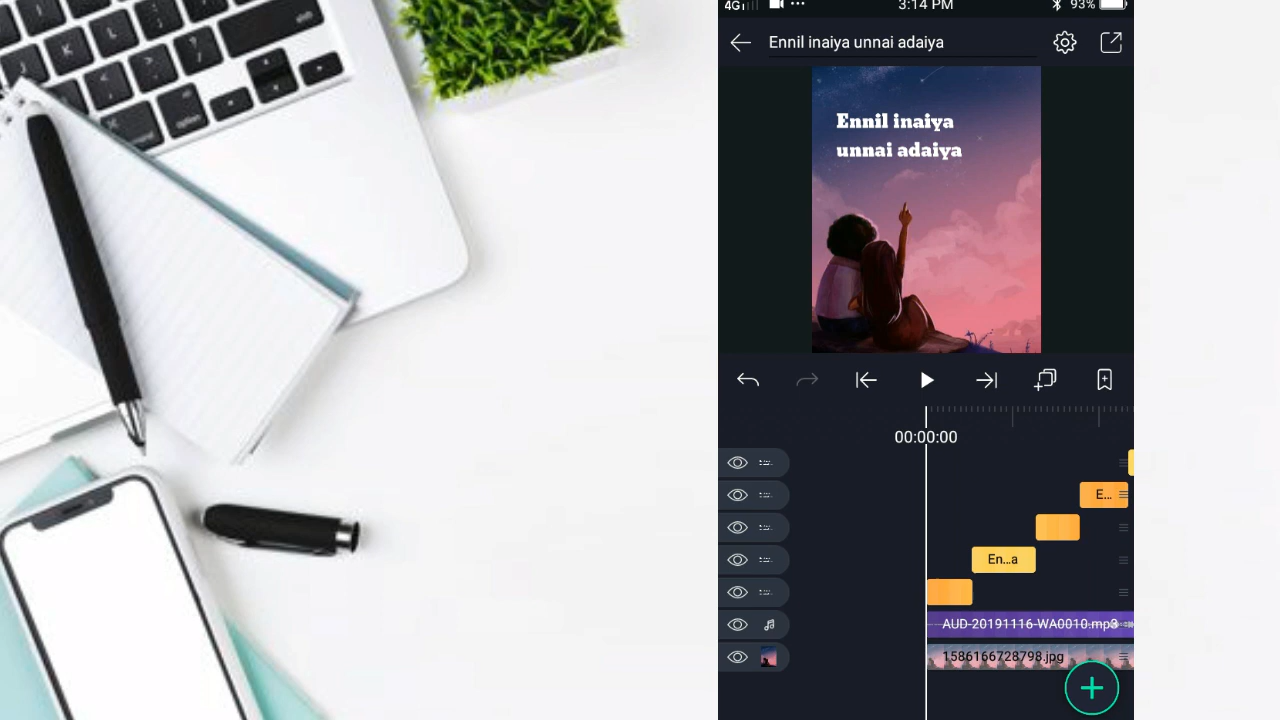 4G
3:14 PM
93%
Ennil inaiya unnai adaiya
Ennil inaiya
unnai adaiya
00:00:00
E...
En...a
AUD-20191116-WA0010.mp3
1586166728798.jpg
option